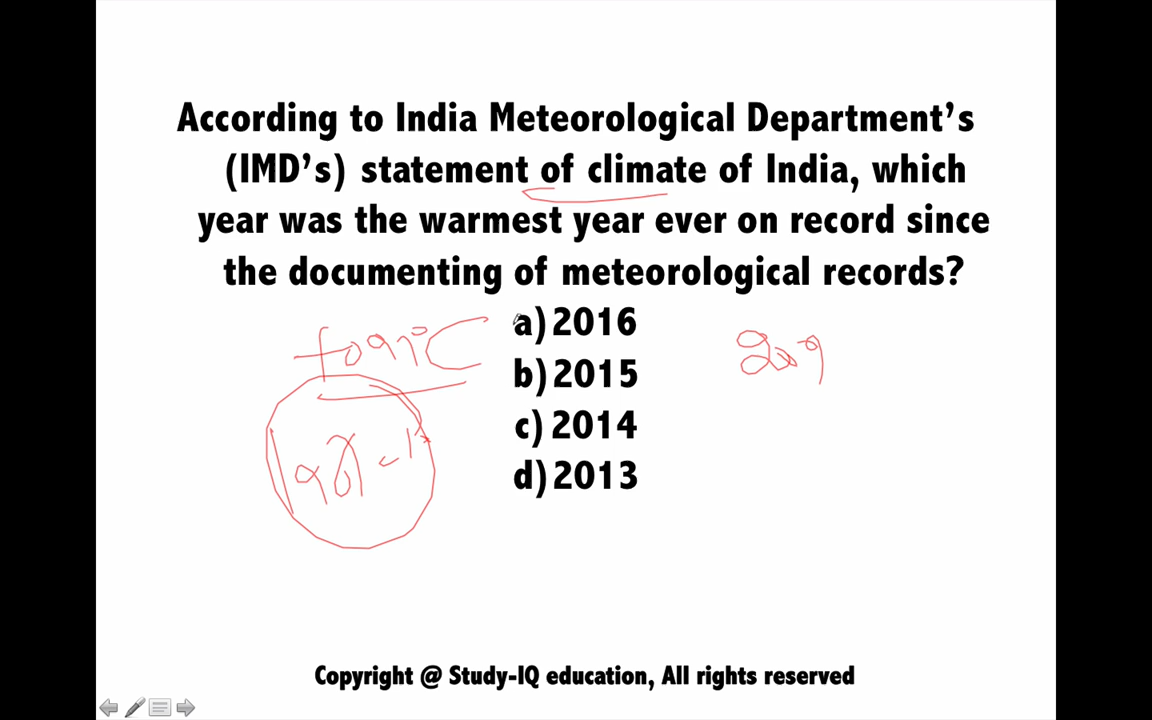 According to India Meteorological Department's
(IMD's) statement of climate of India, which
year was the warmest year ever on record since
the documenting of meteorological records?
a) 2016
b) 2015
c) 2014
d) 2013
Copyright @ Study-IQ education, All rights reserved